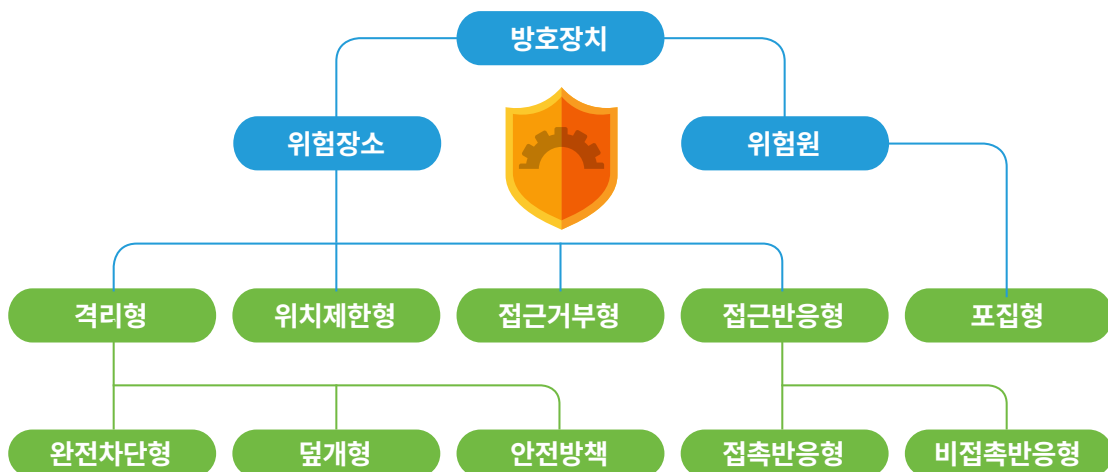 방호장치
위험장소
위험원
격리형
위치제한형
접근거부형
접근반응형
포집형
완전차단형
덮개형
안전방책
접촉반응형
비접촉반응형